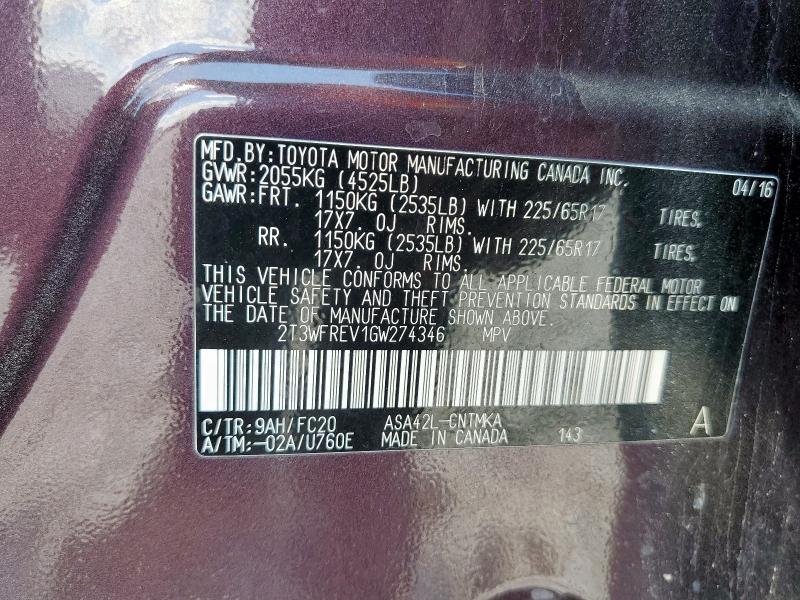 MFD.BY:TOYOTA MOTOR MANUFACTURING CANADA INC.
GVWR:2055KG (4525LB) 04/16
GAWR:FRT. 1150KG (2535LB) WITH 225/65R17 TIRES.
17X7.0J RIMS.
RR. 1150KG (2535LB) WITH 225/65R17 TIRES.
17X7.0J RIMS.
THIS VEHICLE CONFORMS TO ALL APPLICABLE FEDERAL MOTOR
VEHICLE SAFETY AND THEFT PREVENTION STANDARDS IN EFFECT ON
THE DATE OF MANUFACTURE SHOWN ABOVE.
2T3WFREV1GW274346 MPV
C/TR:9AH/FC20 ASA42L-CNTMKA A
A/TM:-02A/U760E MADE IN CANADA 143